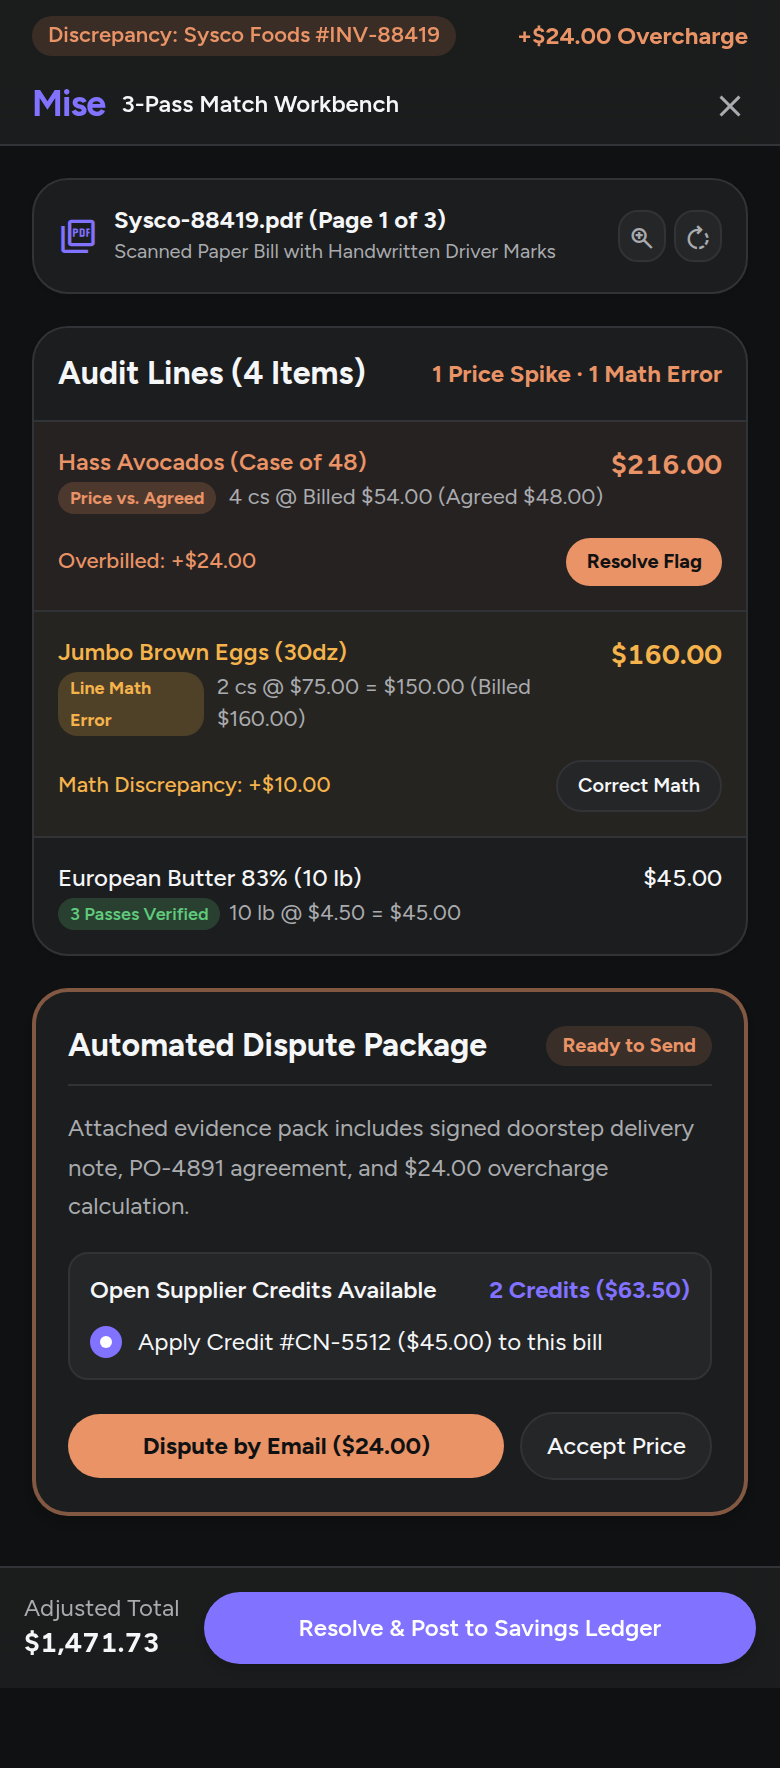 Discrepancy: Sysco Foods #INV-88419
+$24.00 Overcharge
Mise
3-Pass Match Workbench
PDF
Sysco-88419.pdf (Page 1 of 3)
Scanned Paper Bill with Handwritten Driver Marks
Audit Lines (4 Items)
1 Price Spike · 1 Math Error
Hass Avocados (Case of 48)
$216.00
Price vs. Agreed
4 cs @ Billed $54.00 (Agreed $48.00)
Overbilled: +$24.00
Resolve Flag
Jumbo Brown Eggs (30dz)
$160.00
Line Math
Error
2 cs @ $75.00 = $150.00 (Billed
$160.00)
Math Discrepancy: +$10.00
Correct Math
European Butter 83% (10 lb)
$45.00
3 Passes Verified
10 lb @ $4.50 = $45.00
Automated Dispute Package
Ready to Send
Attached evidence pack includes signed doorstep delivery
note, PO-4891 agreement, and $24.00 overcharge
calculation.
Open Supplier Credits Available
2 Credits ($63.50)
Apply Credit #CN-5512 ($45.00) to this bill
Dispute by Email ($24.00)
Accept Price
Adjusted Total
$1,471.73
Resolve & Post to Savings Ledger